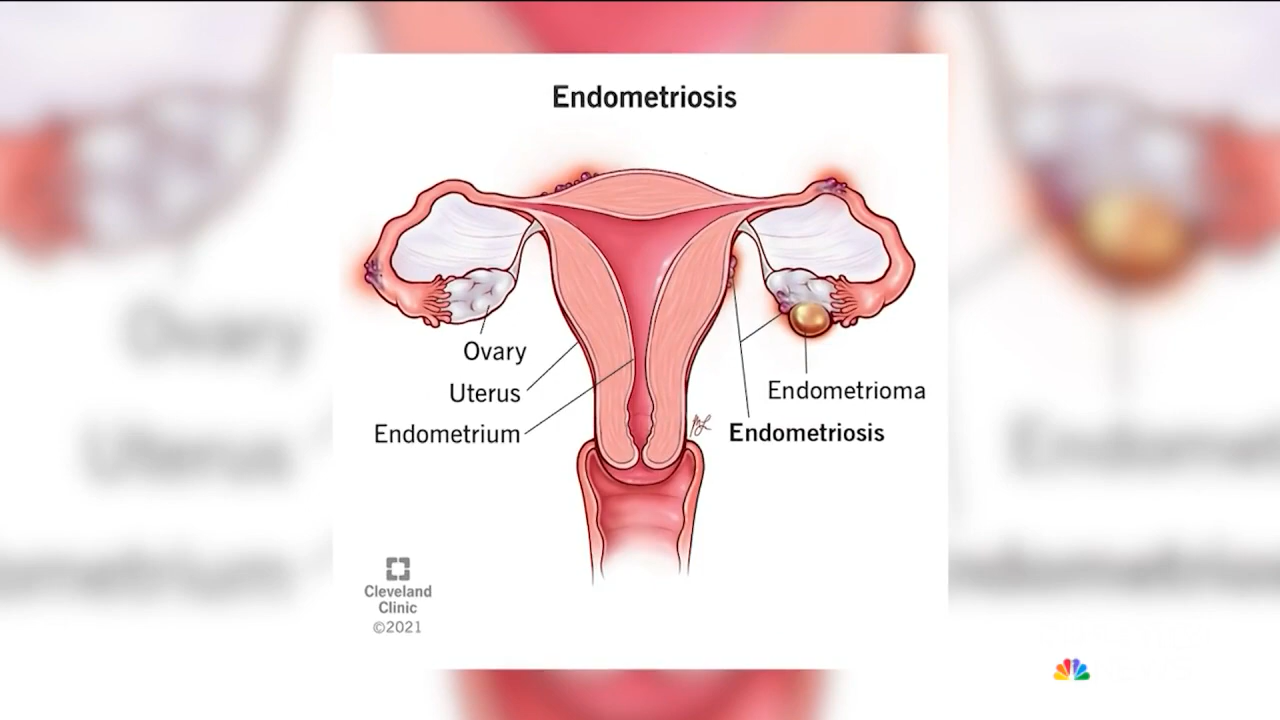 Endometriosis
Ovary
Uterus
Endometrium
Endometrioma
Endometriosis
Cleveland
Clinic
©2021